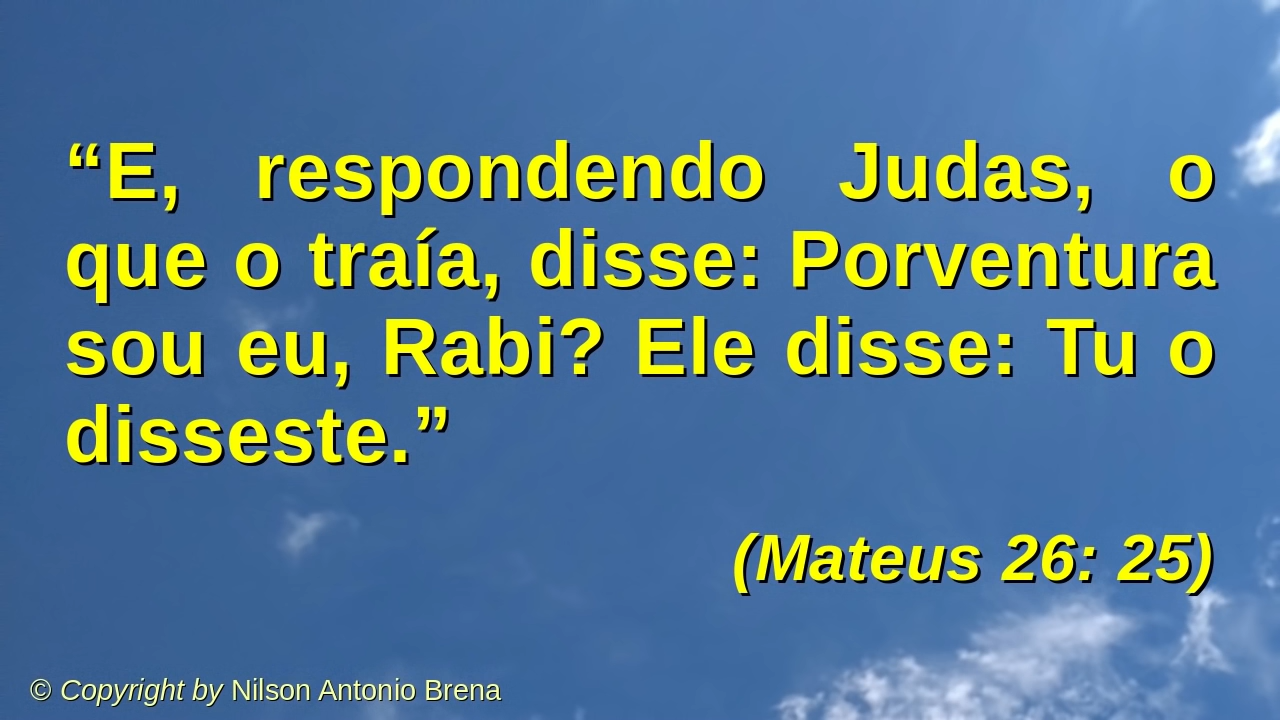 “E, respondendo Judas, o
que o traía, disse: Porventura
sou eu, Rabi? Ele disse: Tu o
disseste.”
(Mateus 26: 25)
© Copyright by Nilson Antonio Brena